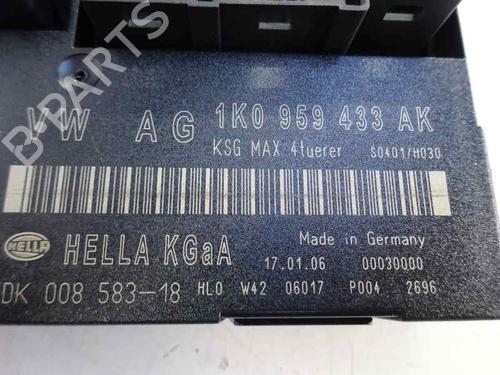 VW AG 1K0 959 433 AK
KSG MAX 4tuerer S0401/H030
HELLA HELLA KGaA Made in Germany
17.01.06 00030000
DK 008 583-18 HLO W42 06017 P004 2696
B-PARTS